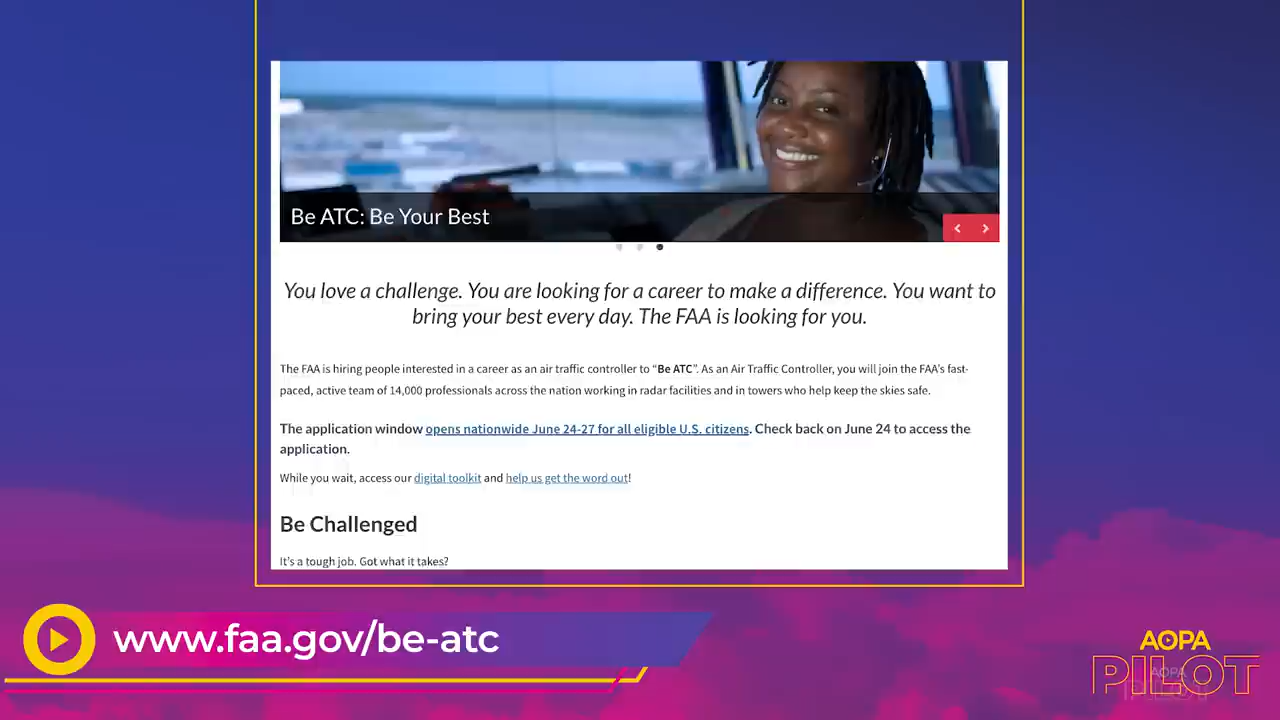 Be ATC: Be Your Best
You love a challenge. You are looking for a career to make a difference. You want to
bring your best every day. The FAA is looking for you.
The FAA is hiring people interested in a career as an air traffic controller to “Be ATC”. As an Air Traffic Controller, you will join the FAA’s fast-
paced, active team of 14,000 professionals across the nation working in radar facilities and in towers who help keep the skies safe.
The application window opens nationwide June 24-27 for all eligible U.S. citizens. Check back on June 24 to access the
application.
While you wait, access our digital toolkit and help us get the word out!
Be Challenged
It’s a tough job. Got what it takes?
www.faa.gov/be-atc
AOPA
PILOT
AOPA
PILOT